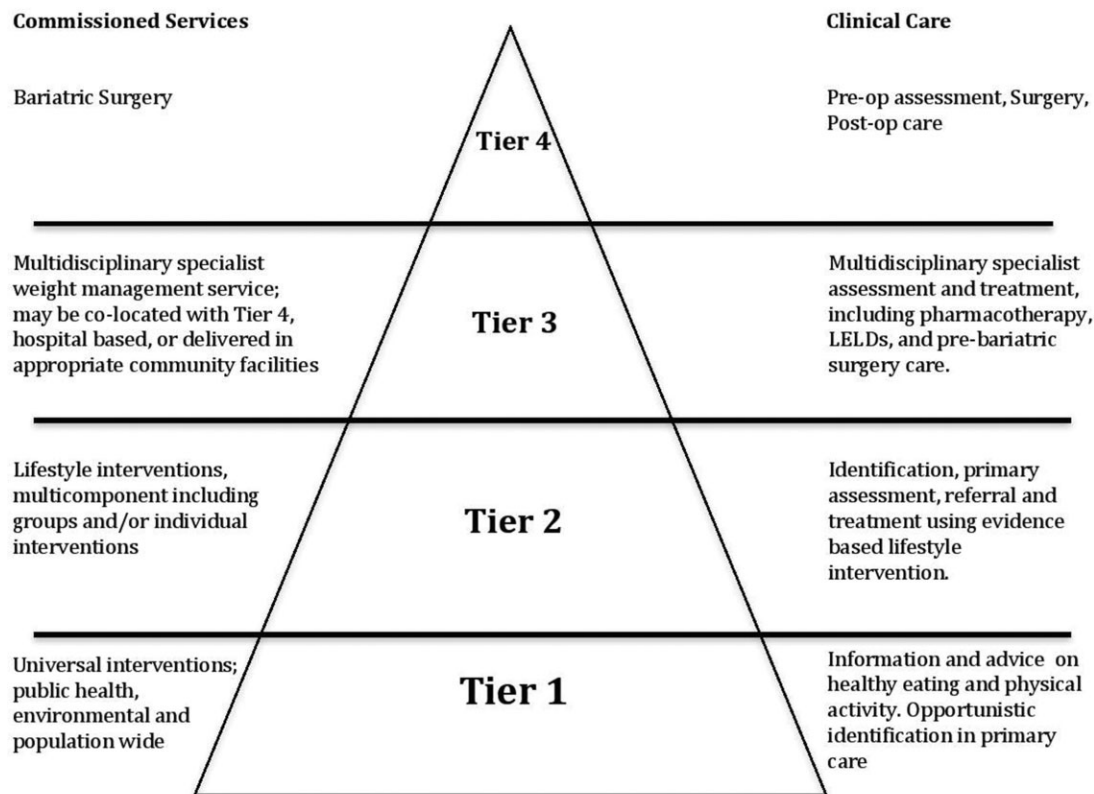 Commissioned Services
Clinical Care
Bariatric Surgery
Pre-op assessment, Surgery,
Post-op care
Tier 4
Multidisciplinary specialist
weight management service;
may be co-located with Tier 4,
hospital based, or delivered in
appropriate community facilities
Tier 3
Multidisciplinary specialist
assessment and treatment,
including pharmacotherapy,
LELDs, and pre-bariatric
surgery care.
Lifestyle interventions,
multicomponent including
groups and/or individual
interventions
Tier 2
Identification, primary
assessment, referral and
treatment using evidence
based lifestyle
intervention.
Universal interventions;
public health,
environmental and
population wide
Tier 1
Information and advice on
healthy eating and physical
activity. Opportunistic
identification in primary
care